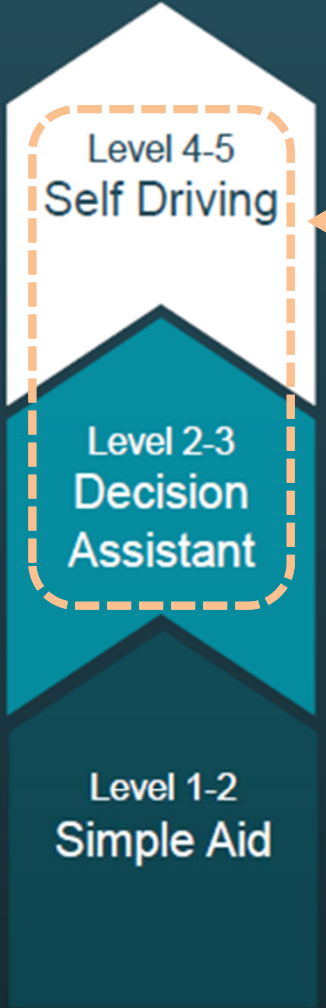 Level 4-5
Self Driving
Level 2-3
Decision
Assistant
Level 1-2
Simple Aid